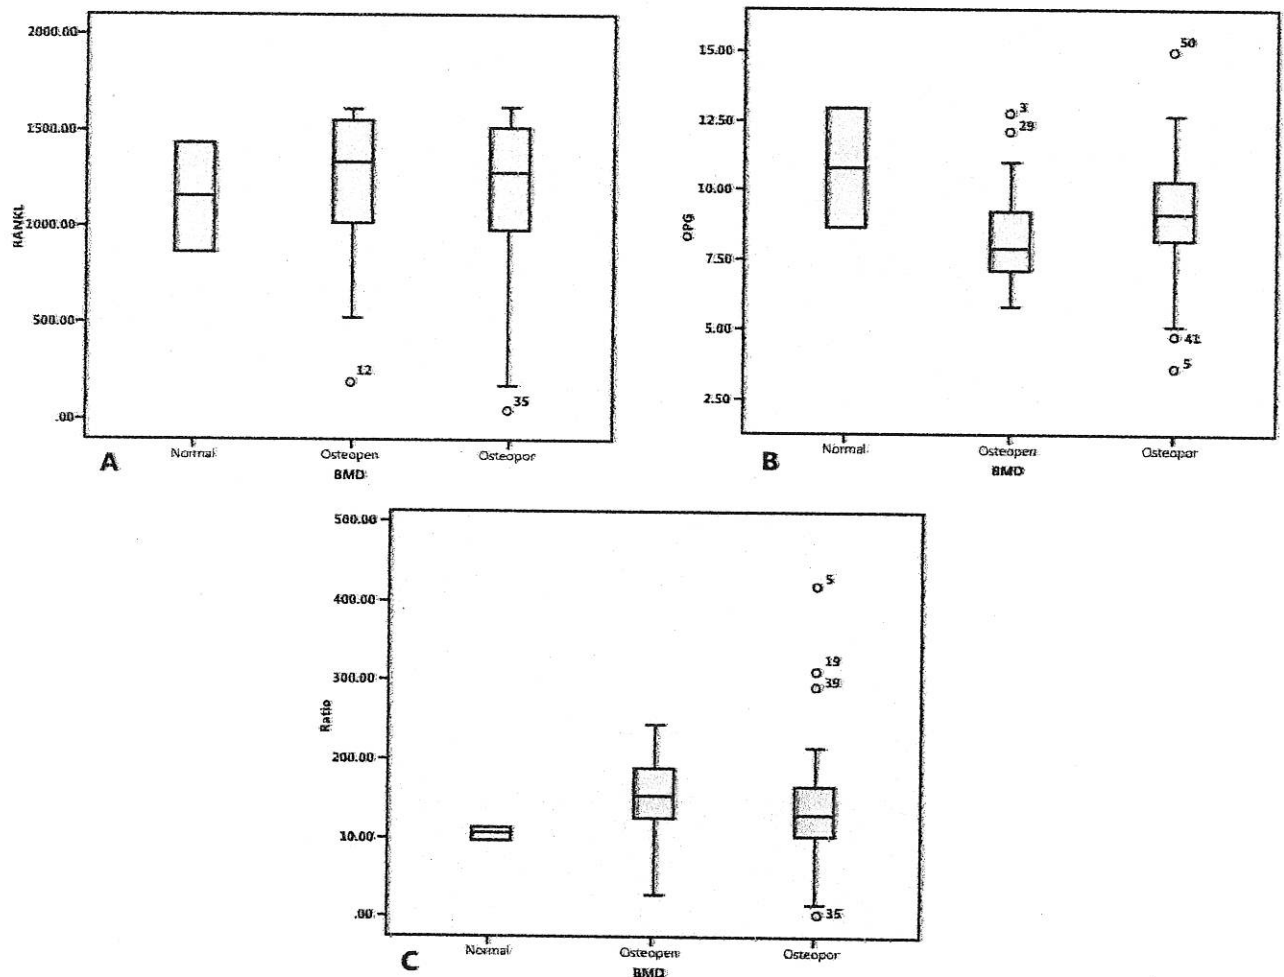 2000.00
1500.00
1000.00
500.00
.00
RANKL
12
35
Normal
Osteopen
Osteopor
BMD
A
15.00
12.50
10.00
7.50
5.00
2.50
OPG
3
29
50
41
5
Normal
Osteopen
Osteopor
BMD
B
500.00
400.00
300.00
200.00
10.00
.00
Ratio
5
19
39
35
Normal
Osteopen
Osteopor
BMD
C